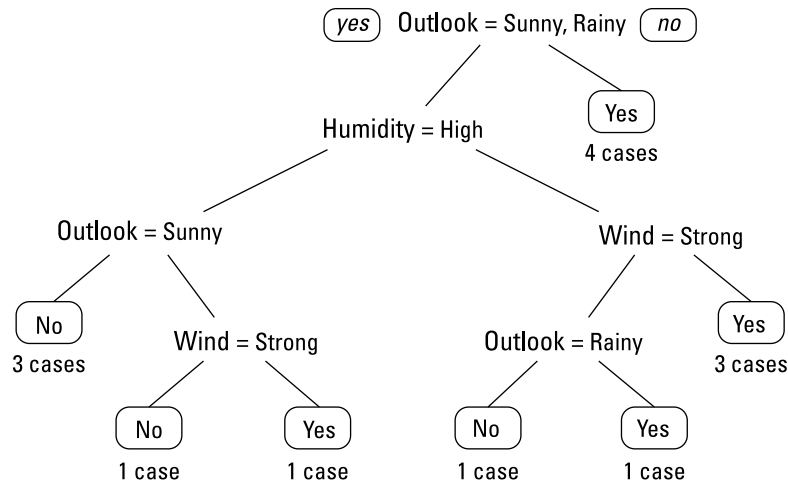 yes Outlook = Sunny, Rainy no
Yes
4 cases
Humidity = High
Outlook = Sunny
Wind = Strong
No
3 cases
Wind = Strong
Outlook = Rainy
Yes
3 cases
No
1 case
Yes
1 case
No
1 case
Yes
1 case